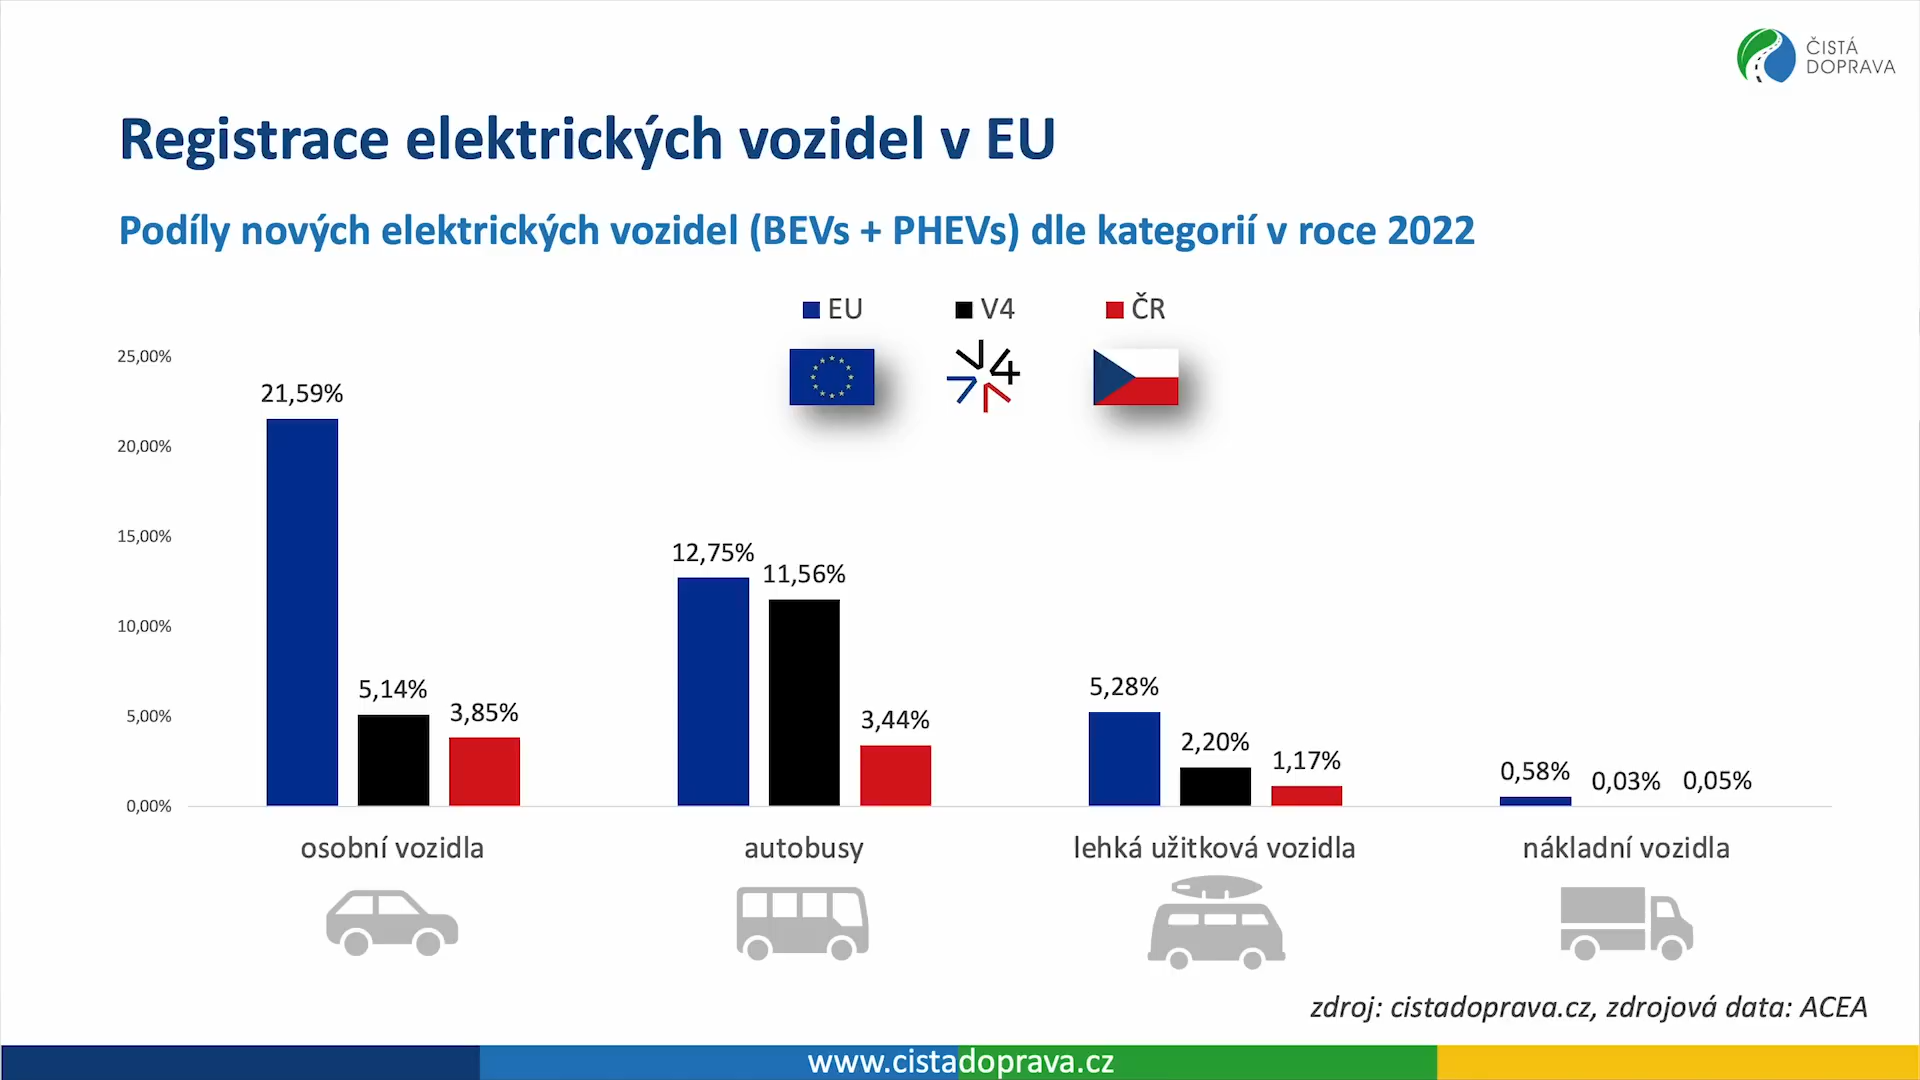 ČISTÁ
DOPRAVA
Registrace elektrických vozidel v EU
Podíly nových elektrických vozidel (BEVs + PHEVs) dle kategorií v roce 2022
EU V4 ČR
V4
25,00%
20,00%
15,00%
10,00%
5,00%
0,00%
21,59% 5,14% 3,85%
12,75% 11,56% 3,44%
5,28% 2,20% 1,17%
0,58% 0,03% 0,05%
osobní vozidla autobusy lehká užitková vozidla nákladní vozidla
zdroj: cistadoprava.cz, zdrojová data: ACEA
www.cistadoprava.cz